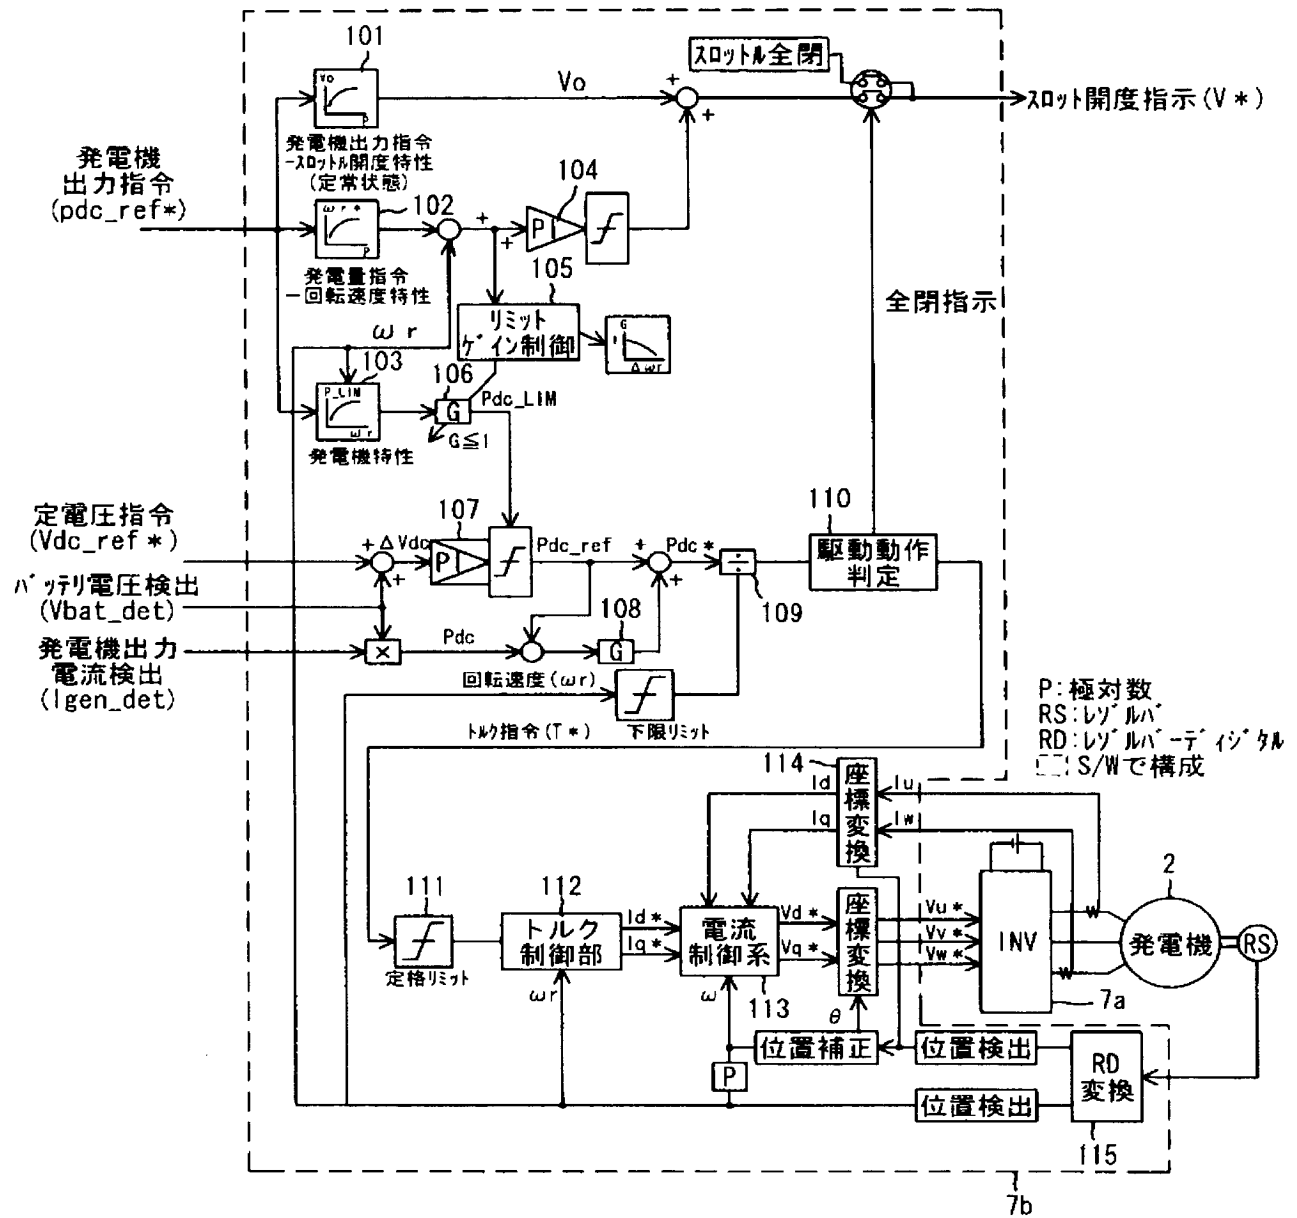 101
Vo
P
Vo
+
+
スロットル全閉
スロット開度指示(V*)
発電機出力指令
-スロットル開度特性
(定常状態)
発電機
出力指令
(pdc_ref*)
ωr*
P
102
+
+
104
P
発電量指令
-回転速度特性
105
リミット
ゲイン制御
G
1
Δωr
全閉指示
ωr
103
P_LIM
ωr
発電機特性
106
G
Pdc_LIM
G≦1
定電圧指令
(Vdc_ref*)
+
ΔVdc
+
107
P
Pdc_ref
+
Pdc*
+
÷
109
110
駆動動作
判定
バッテリ電圧検出
(Vbat_det)
発電機出力
電流検出
(Igen_det)
×
Pdc
108
G
回転速度(ωr)
下限リミット
トルク指令(T*)
P:極対数
RS:レゾルバ
RD:レゾルバーディジタル
S/Wで構成
114
座標変換
Id
Iq
Iu
Iw
111
定格リミット
112
トルク
制御部
Id*
Iq*
ωr
電流
制御系
113
ω
Vd*
Vq*
座標変換
θ
Vu*
Vv*
Vw*
INV
7a
2
発電機
RS
位置補正
位置検出
P
位置検出
RD
変換
115
7b